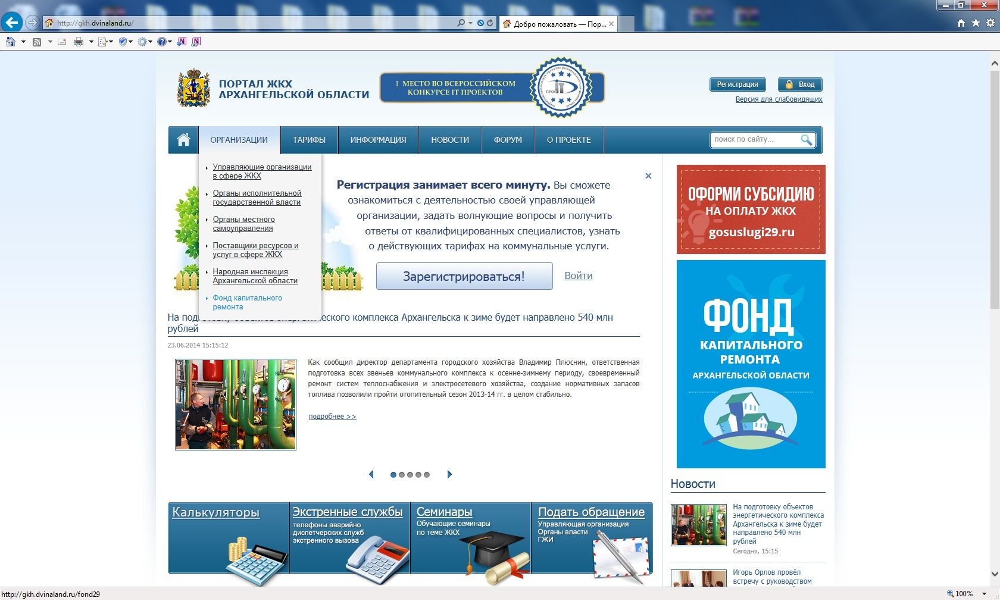 http://gkh.dvinaland.ru/
Добро пожаловать — Пор...
ПОРТАЛ ЖКХ
АРХАНГЕЛЬСКОЙ ОБЛАСТИ
I МЕСТО ВО ВСЕРОССИЙСКОМ
КОНКУРСЕ IT ПРОЕКТОВ
Регистрация
Вход
Версия для слабовидящих
ОРГАНИЗАЦИИ
ТАРИФЫ
ИНФОРМАЦИЯ
НОВОСТИ
ФОРУМ
О ПРОЕКТЕ
поиск по сайту...
Управляющие организации
в сфере ЖКХ
Органы исполнительной
государственной власти
Органы местного
самоуправления
Поставщики ресурсов и
услуг в сфере ЖКХ
Народная инспекция
Архангельской области
Фонд капитального
ремонта
Регистрация занимает всего минуту. Вы сможете
ознакомиться с деятельностью своей управляющей
организации, задать волнующие вопросы и получить
ответы от квалифицированных специалистов, узнать
о действующих тарифах на коммунальные услуги.
Зарегистрироваться!
Войти
На комплекса Архангельска к зиме будет направлено 540 млн
рублей
23.06.2014 15:15:12
Как сообщил директор департамента городского хозяйства Владимир Плюснин, ответственная
подготовка всех звеньев коммунального комплекса к осенне-зимнему периоду, своевременный
ремонт систем теплоснабжения и электросетевого хозяйства, создание нормативных запасов
топлива позволили пройти отопительный сезон 2013-14 гг. в целом стабильно.
подробнее >>
Калькуляторы
Экстренные службы
телефоны аварийно
диспетчерских служб
экстренного вызова
Семинары
Обучающие семинары
по теме ЖКХ
Подать обращение
Управляющая организация
Органы власти
ГЖИ
ОФОРМИ СУБСИДИЮ
НА ОПЛАТУ ЖКХ
gosuslugi29.ru
ФОНД
КАПИТАЛЬНОГО
РЕМОНТА
АРХАНГЕЛЬСКОЙ ОБЛАСТИ
Новости
На подготовку объектов
энергетического комплекса
Архангельска к зиме будет
направлено 540 млн
рублей
Сегодня, 15:15
Игорь Орлов провёл
встречу с руководством
http://gkh.dvinaland.ru/fond29
100%